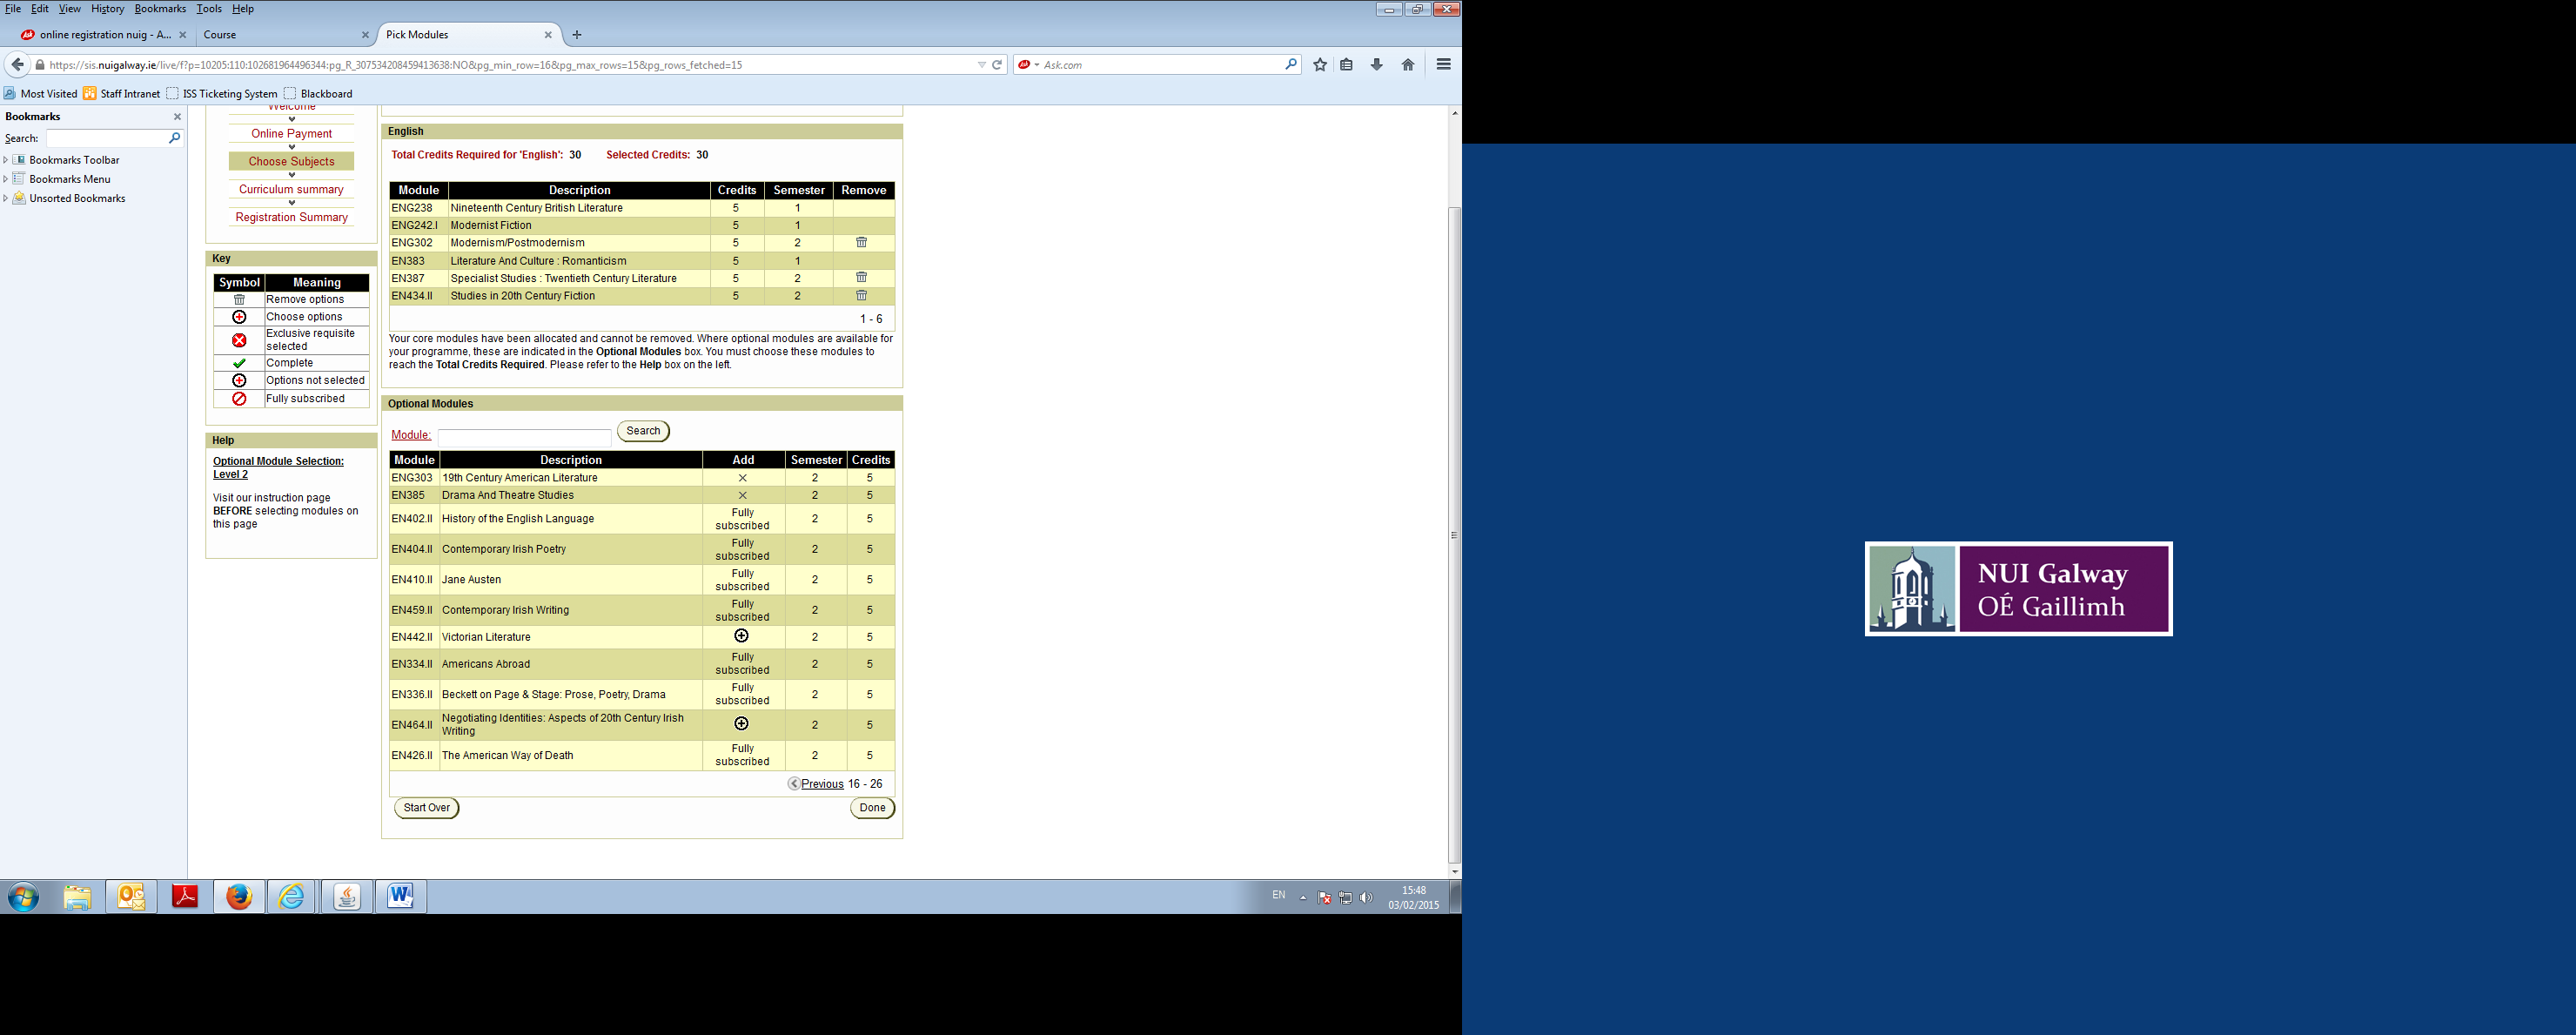 File Edit View History Bookmarks Tools Help
online registration nuig - A... Course Pick Modules
https://sis.nuigalway.ie/live/f?p=10205:110:102681964496344:pg_R_307534208459413638:NO&pg_min_row=16&pg_max_rows=15&pg_rows_fetched=15 Ask.com
Most Visited Staff Intranet ISS Ticketing System Blackboard
Bookmarks
Search:
Bookmarks Toolbar
Bookmarks Menu
Unsorted Bookmarks
Welcome
Online Payment
Choose Subjects
Curriculum summary
Registration Summary
Key
Symbol Meaning
Remove options
Choose options
Exclusive requisite
selected
Complete
Options not selected
Fully subscribed
Help
Optional Module Selection:
Level 2
Visit our instruction page
BEFORE selecting modules on
this page
English
Total Credits Required for 'English': 30 Selected Credits: 30
Module Description Credits Semester Remove
ENG238 Nineteenth Century British Literature 5 1
ENG242.I Modernist Fiction 5 1
ENG302 Modernism/Postmodernism 5 2
EN383 Literature And Culture : Romanticism 5 1
EN387 Specialist Studies : Twentieth Century Literature 5 2
EN434.II Studies in 20th Century Fiction 5 2
1 - 6
Your core modules have been allocated and cannot be removed. Where optional modules are available for
your programme, these are indicated in the Optional Modules box. You must choose these modules to
reach the Total Credits Required. Please refer to the Help box on the left.
Optional Modules
Module: Search
Module Description Add Semester Credits
ENG303 19th Century American Literature × 2 5
EN385 Drama And Theatre Studies × 2 5
EN402.II History of the English Language Fully subscribed 2 5
EN404.II Contemporary Irish Poetry Fully subscribed 2 5
EN410.II Jane Austen Fully subscribed 2 5
EN459.II Contemporary Irish Writing Fully subscribed 2 5
EN442.II Victorian Literature 2 5
EN334.II Americans Abroad Fully subscribed 2 5
EN336.II Beckett on Page & Stage: Prose, Poetry, Drama Fully subscribed 2 5
EN464.II Negotiating Identities: Aspects of 20th Century Irish Writing 2 5
EN426.II The American Way of Death Fully subscribed 2 5
Previous 16 - 26
Start Over Done
EN
15:48
03/02/2015
NUI Galway
OÉ Gaillimh